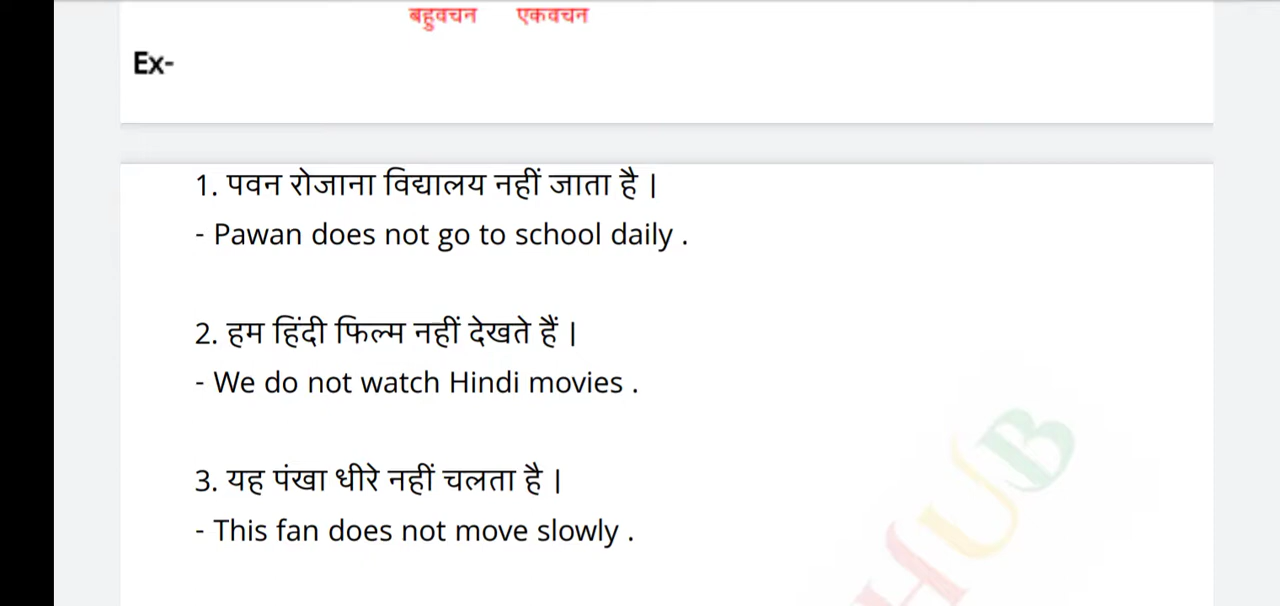 बहुवचन एकवचन
Ex-
1. पवन रोजाना विद्यालय नहीं जाता है |
- Pawan does not go to school daily .
2. हम हिंदी फिल्म नहीं देखते हैं |
- We do not watch Hindi movies .
3. यह पंखा धीरे नहीं चलता है |
- This fan does not move slowly .
HUB